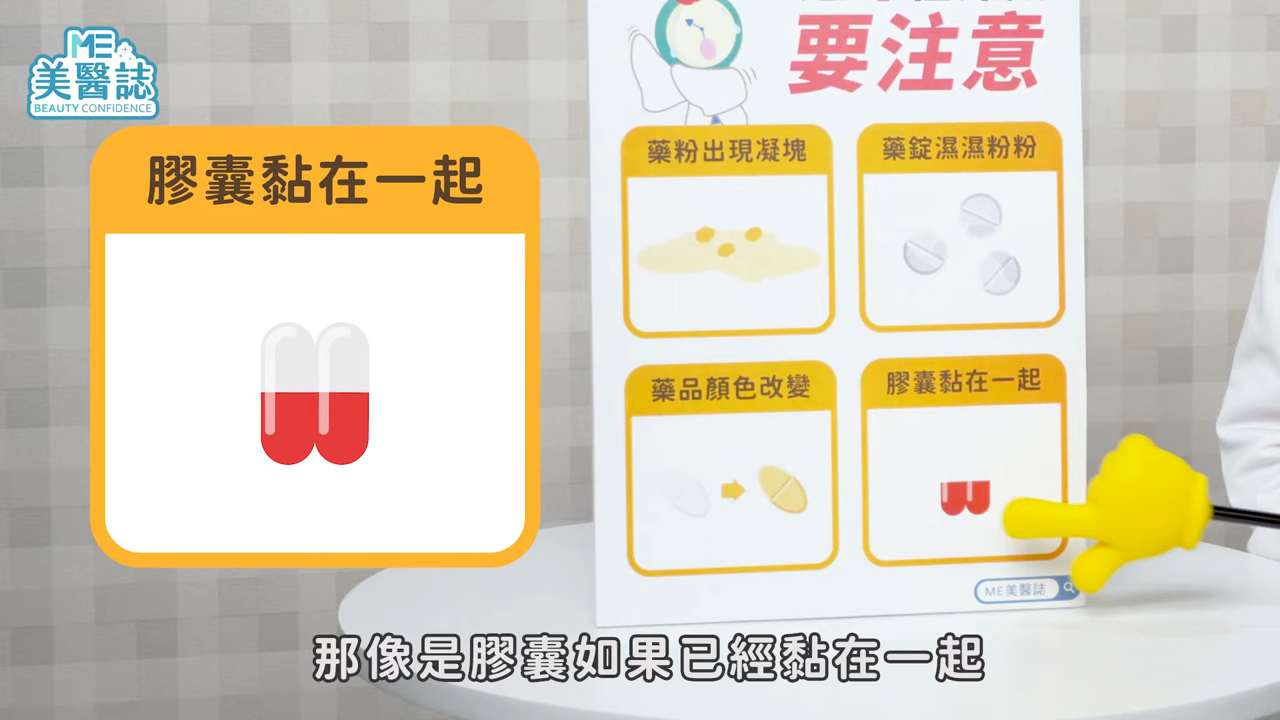 ME
美醫誌
BEAUTY CONFIDENCE
膠囊黏在一起
要注意
藥粉出現凝塊
藥錠濕濕粉粉
藥品顏色改變
膠囊黏在一起
ME美醫誌
那像是膠囊如果已經黏在一起